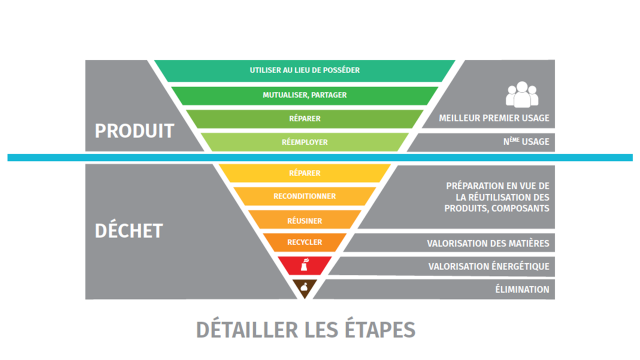 UTILISER AU LIEU DE POSSÉDER
MUTUALISER, PARTAGER
RÉPARER
RÉEMPLOYER
PRODUIT
MEILLEUR PREMIER USAGE
NÈME USAGE
RÉPARER
RECONDITIONNER
RÉUSINER
RECYCLER
DÉCHET
PRÉPARATION EN VUE DE
LA RÉUTILISATION DES
PRODUITS, COMPOSANTS
VALORISATION DES MATIÈRES
VALORISATION ÉNERGÉTIQUE
ÉLIMINATION
DÉTAILLER LES ÉTAPES